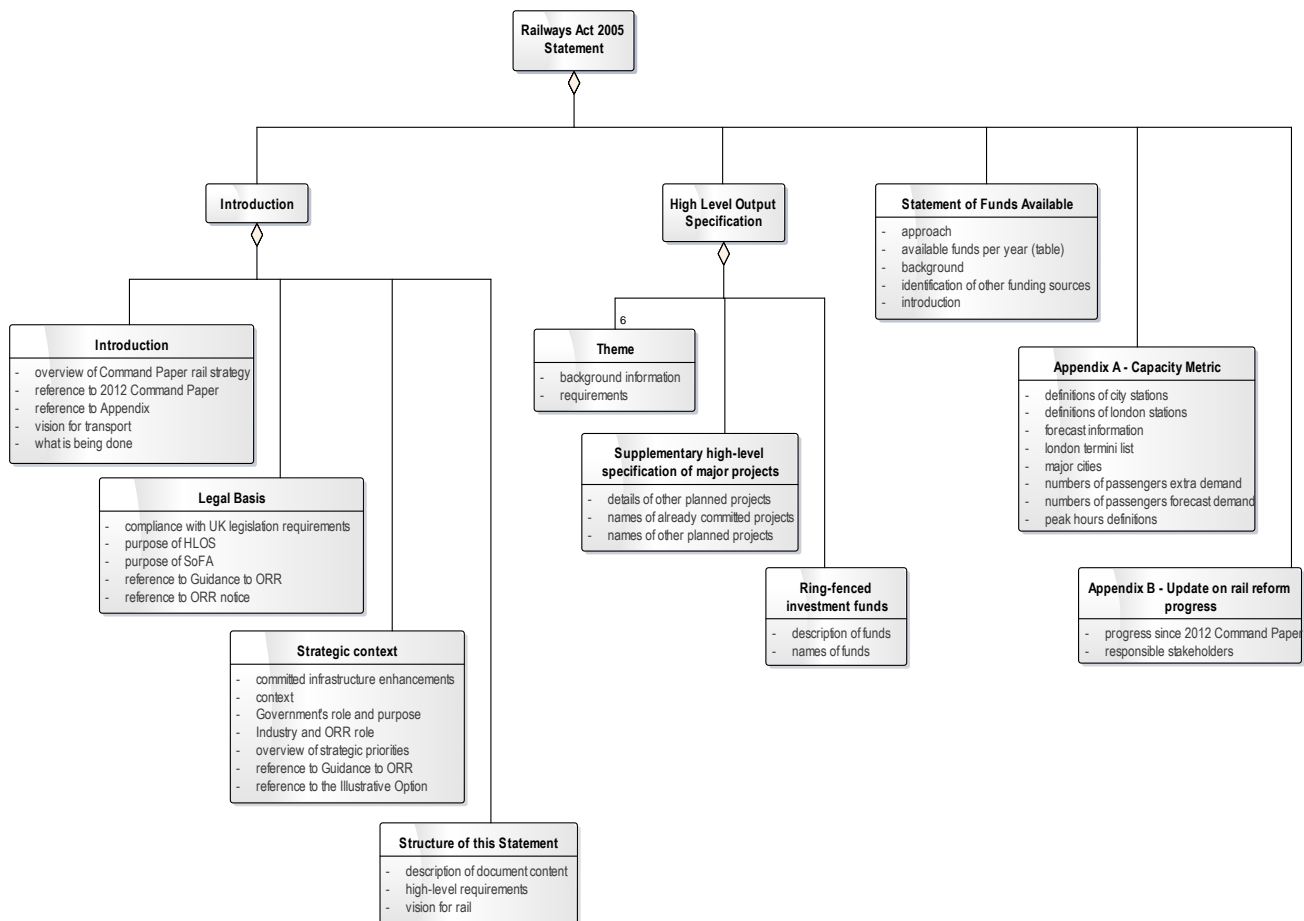 Railways Act 2005
Statement
Introduction
High Level Output
Specification
Statement of Funds Available
- approach
- available funds per year (table)
- background
- identification of other funding sources
- introduction
Introduction
- overview of Command Paper rail strategy
- reference to 2012 Command Paper
- reference to Appendix
- vision for transport
- what is being done
6
Theme
- background information
- requirements
Appendix A - Capacity Metric
- definitions of city stations
- definitions of london stations
- forecast information
- london termini list
- major cities
- numbers of passengers extra demand
- numbers of passengers forecast demand
- peak hours definitions
Supplementary high-level
specification of major projects
- details of other planned projects
- names of already committed projects
- names of other planned projects
Legal Basis
- compliance with UK legislation requirements
- purpose of HLOS
- purpose of SoFA
- reference to Guidance to ORR
- reference to ORR notice
Ring-fenced
investment funds
- description of funds
- names of funds
Appendix B - Update on rail reform
progress
- progress since 2012 Command Paper
- responsible stakeholders
Strategic context
- committed infrastructure enhancements
- context
- Government's role and purpose
- Industry and ORR role
- overview of strategic priorities
- reference to Guidance to ORR
- reference to the Illustrative Option
Structure of this Statement
- description of document content
- high-level requirements
- vision for rail